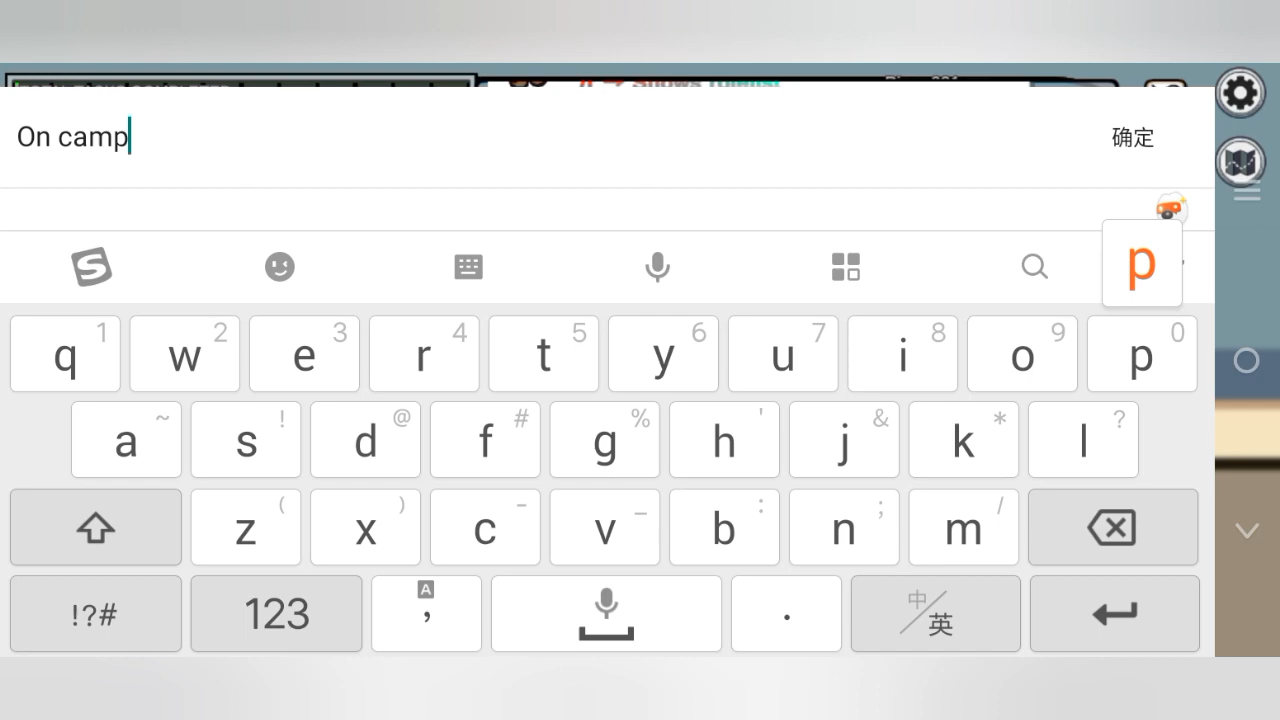 On camp
确定
p
q 1 w 2 e 3 r 4 t 5 y 6 u 7 i 8 o 9 p 0
a ~ s ! d @ f # g % h ' j & k * l ?
z ( x ) c - v _ b : n ; m /
!?# 123 A , . 中/英